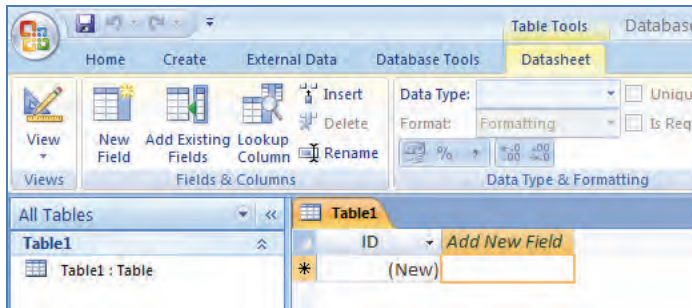 Table Tools Database
Home Create External Data Database Tools Datasheet
View
New Field
Add Existing Fields
Lookup Column
Insert
Delete
Rename
Data Type:
Format: Formatting
Uniqu
Is Req
%
Views Fields & Columns Data Type & Formatting
All Tables
Table1
Table1 : Table
Table1
ID Add New Field
(New)